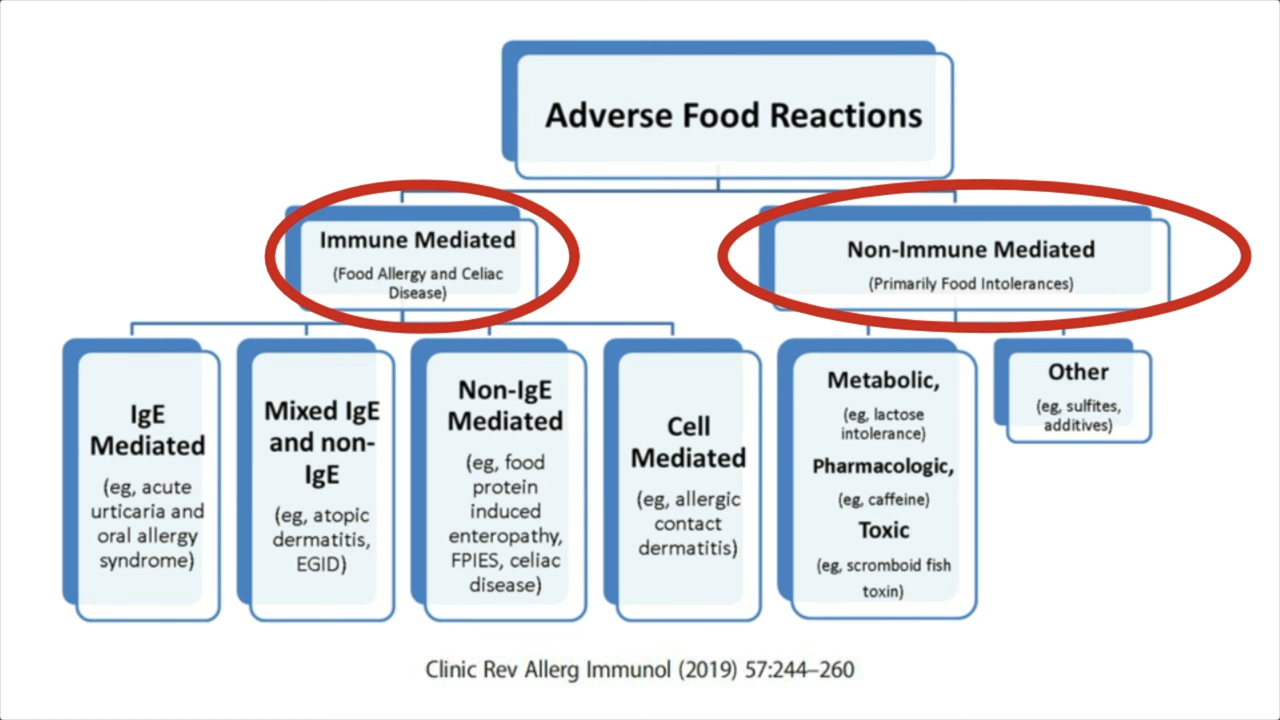 Adverse Food Reactions
Immune Mediated
(Food Allergy and Celiac
Disease)
Non-Immune Mediated
(Primarily Food Intolerances)
IgE
Mediated
(eg, acute
urticaria and
oral allergy
syndrome)
Mixed IgE
and non-
IgE
(eg, atopic
dermatitis,
EGID)
Non-IgE
Mediated
(eg, food
protein
induced
enteropathy,
FPIES, celiac
disease)
Cell
Mediated
(eg, allergic
contact
dermatitis)
Metabolic,
(eg, lactose
intolerance)
Pharmacologic,
(eg, caffeine)
Toxic
(eg, scromboid fish
toxin)
Other
(eg, sulfites,
additives)
Clinic Rev Allerg Immunol (2019) 57:244–260